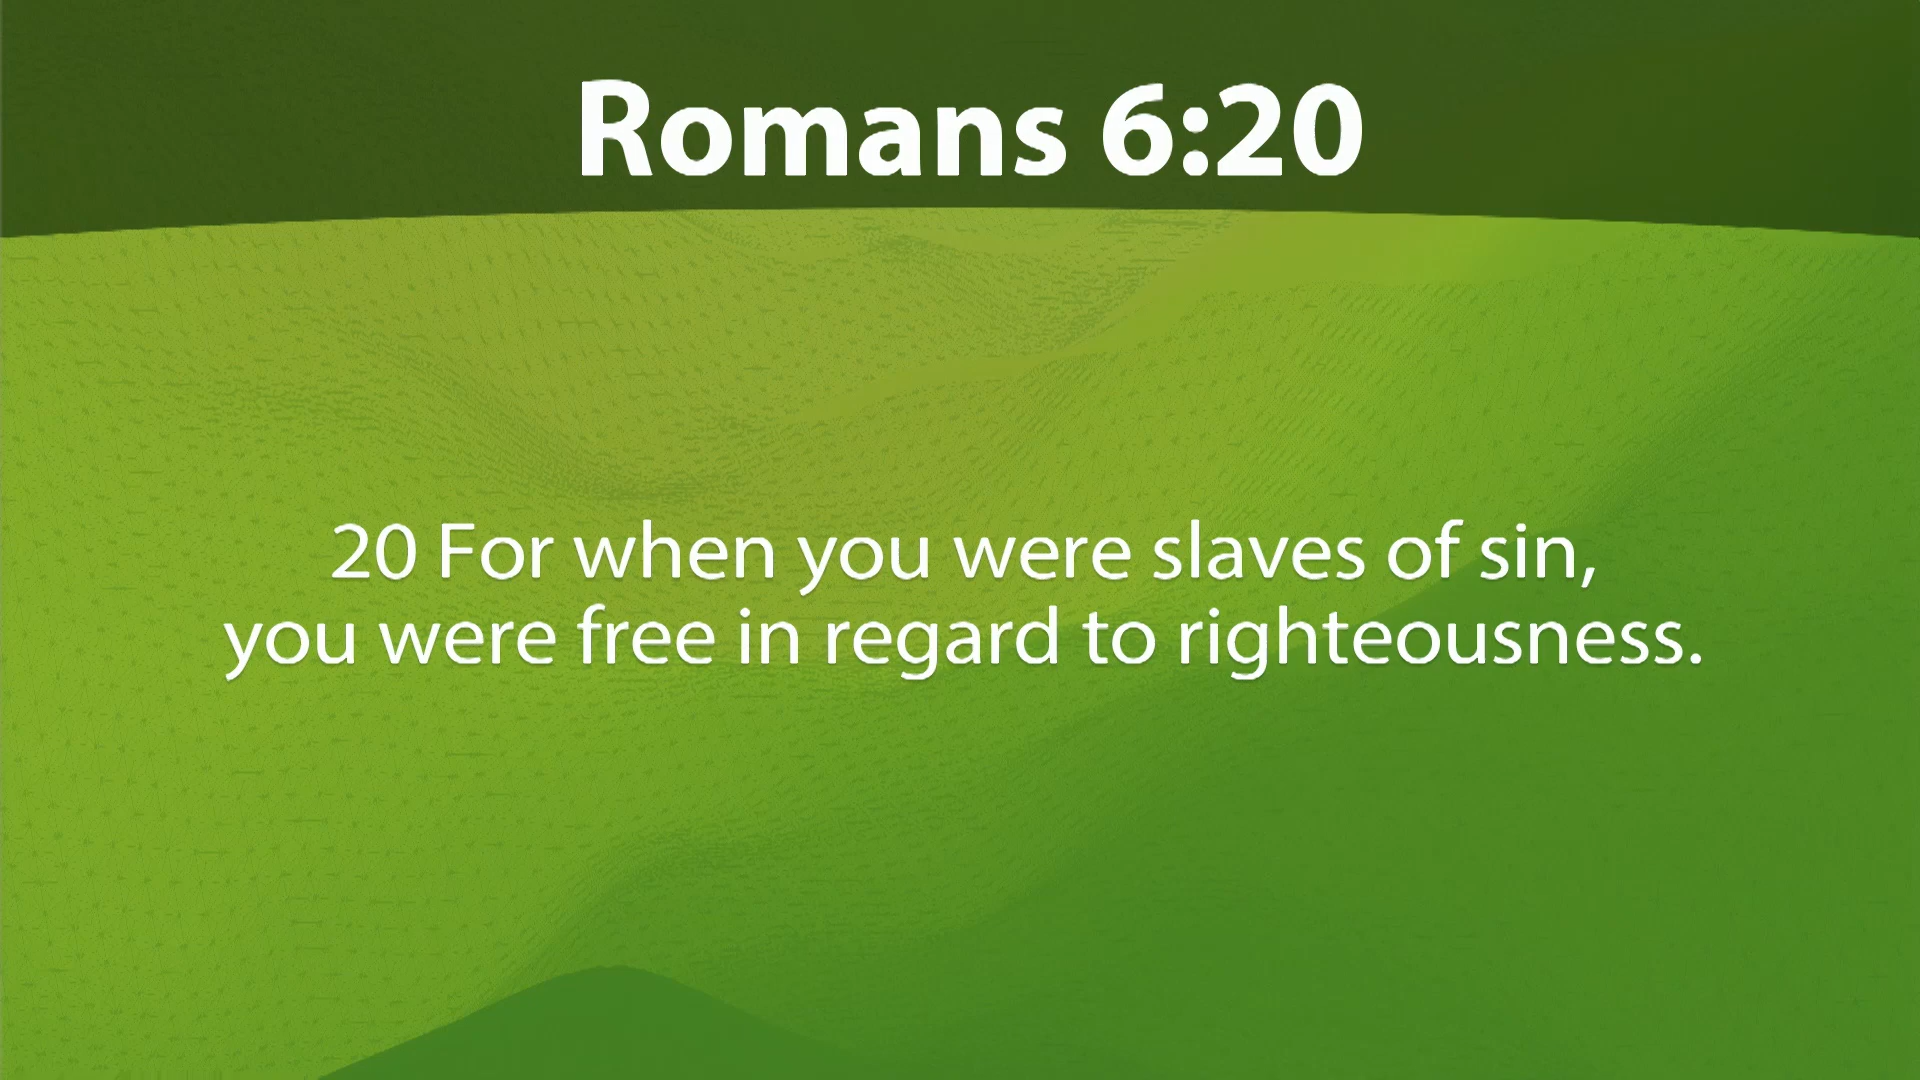 Romans 6:20
20 For when you were slaves of sin,
you were free in regard to righteousness.